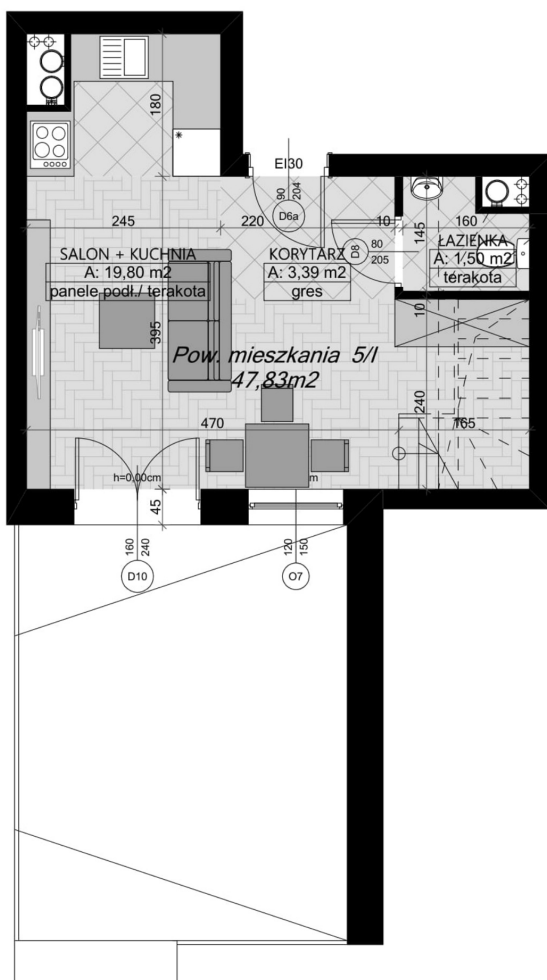 180
EI30
90
204
D6a
245
220
10
D8
80
205
145
160
SALON + KUCHNIA
A: 19,80 m2
panele podł./ terakota
KORYTARZ
A: 3,39 m2
gres
ŁAZIENKA
A: 1,50 m2
terakota
10
395
Pow. mieszkania 5/I
47,83m2
240
470
165
h=0,00cm
m
45
160
240
D10
120
150
O7